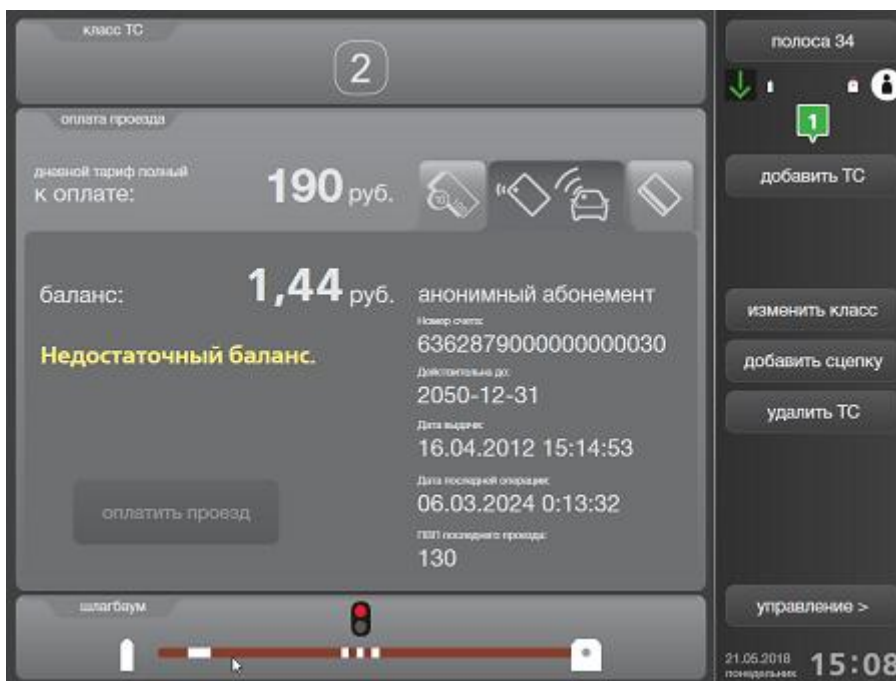 класс ТС
2
оплата проезда
дневной тариф полный
к оплате:
190 руб.
10
баланс:
1,44 руб.
Недостаточный баланс.
оплатить проезд
анонимный абонемент
Номер счета:
6362879000000000030
Действительна до:
2050-12-31
Дата выдачи:
16.04.2012 15:14:53
Дата последней операции:
06.03.2024 0:13:32
ПВП последнего проезда:
130
шлагбаум
полоса 34
1
добавить ТС
изменить класс
добавить сцепку
удалить ТС
управление >
21.05.2018
понедельник
15:08